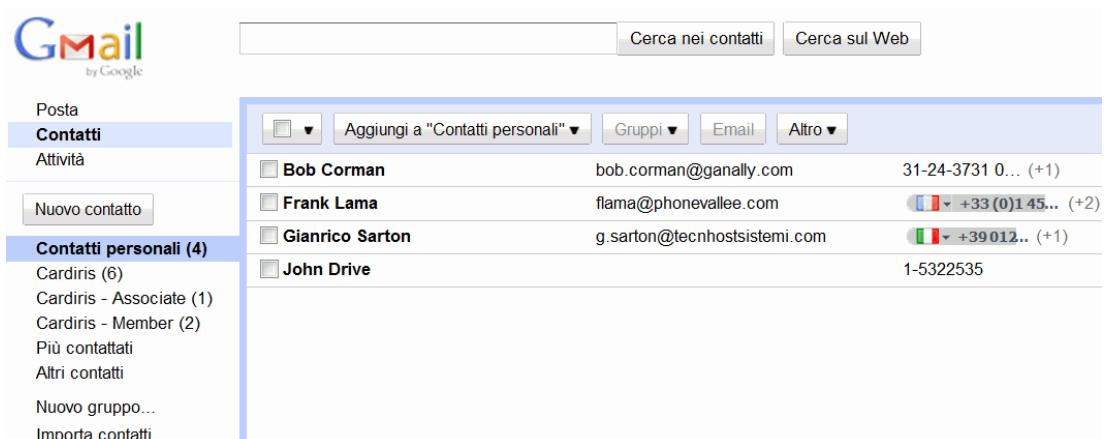 Gmail
by Google
Cerca nei contatti Cerca sul Web
Posta
Contatti
Attività
Nuovo contatto
Contatti personali (4)
Cardiris (6)
Cardiris - Associate (1)
Cardiris - Member (2)
Più contattati
Altri contatti
Nuovo gruppo...
Importa contatti
Aggiungi a "Contatti personali" Gruppi Email Altro
Bob Corman bob.corman@ganally.com 31-24-3731 0... (+1)
Frank Lama flama@phonevallee.com +33 (0)1 45... (+2)
Gianrico Sarton g.sarton@tecnhostsistemi.com +39 012... (+1)
John Drive 1-5322535